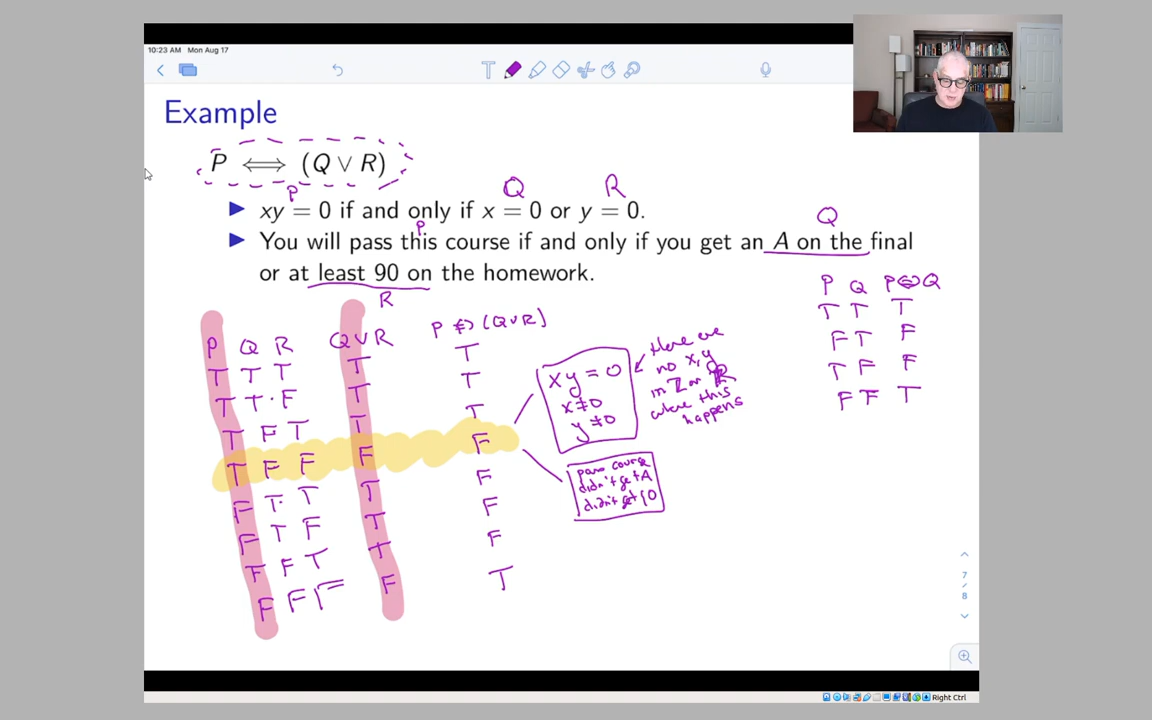 10:23 AM Mon Aug 17
Example
P ⟺ (Q ∨ R)
P Q R
xy = 0 if and only if x = 0 or y = 0.
P Q
You will pass this course if and only if you get an A on the final
or at least 90 on the homework.
R
P Q R Q∨R P⇔(Q∨R)
T T T T T
T T F T T
T F T T T
T F F F F
F T T T F
F T F T F
F F T T F
F F F F T
xy = 0
x≠0
y≠0
there are
no x, y
in ℤ or ℝ
where this
happens
pass course
didn't get A
didn't get 90
P Q P⇔Q
T T T
F T F
T F F
F F T
7
/
8
Right Ctrl